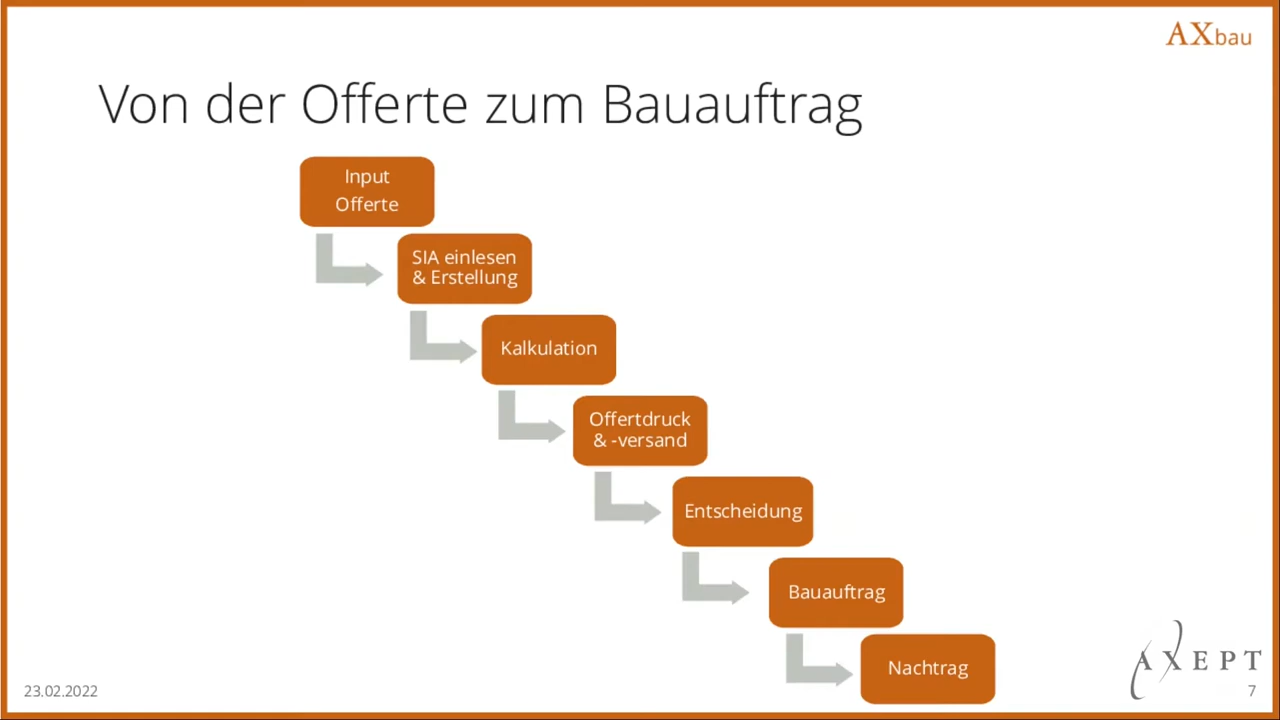 AXbau
Von der Offerte zum Bauauftrag
Input
Offerte
SIA einlesen
& Erstellung
Kalkulation
Offertdruck
& -versand
Entscheidung
Bauauftrag
Nachtrag
AXEPT
23.02.2022
7